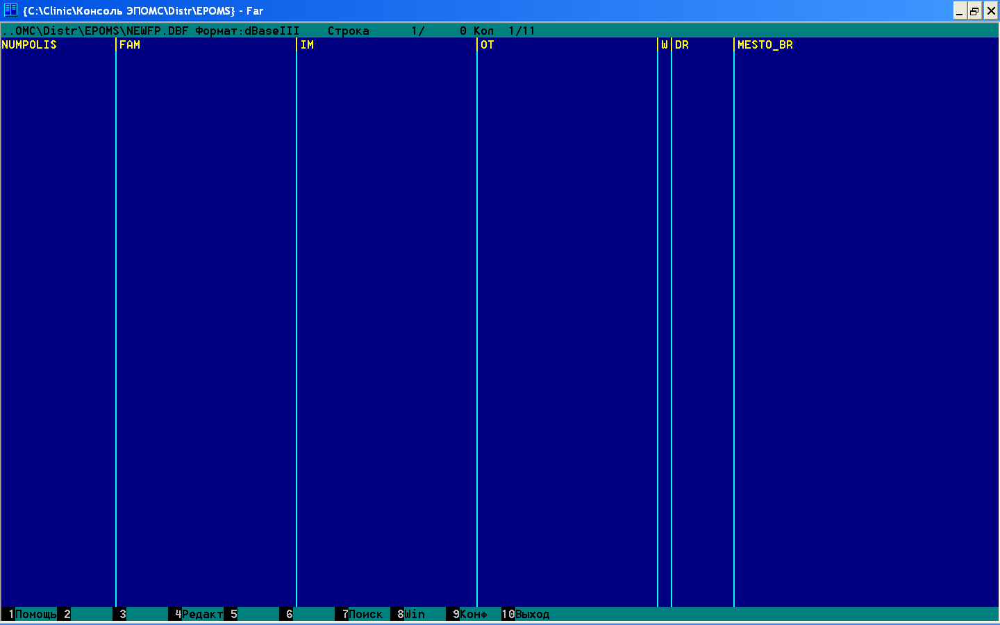 {C:\Clinic\Консоль ЭПОМС\Distr\EPOMS} - Far
..OMC\Distr\EPOMS\NEWFP.DBF Формат:dBaseIII Строка 1/ 0 Кол 1/11
NUMPOLIS FAM IM OT W DR MESTO_BR
1Помощь 2 3 4Редакт 5 6 7Поиск 8Win 9Конф 10Выход